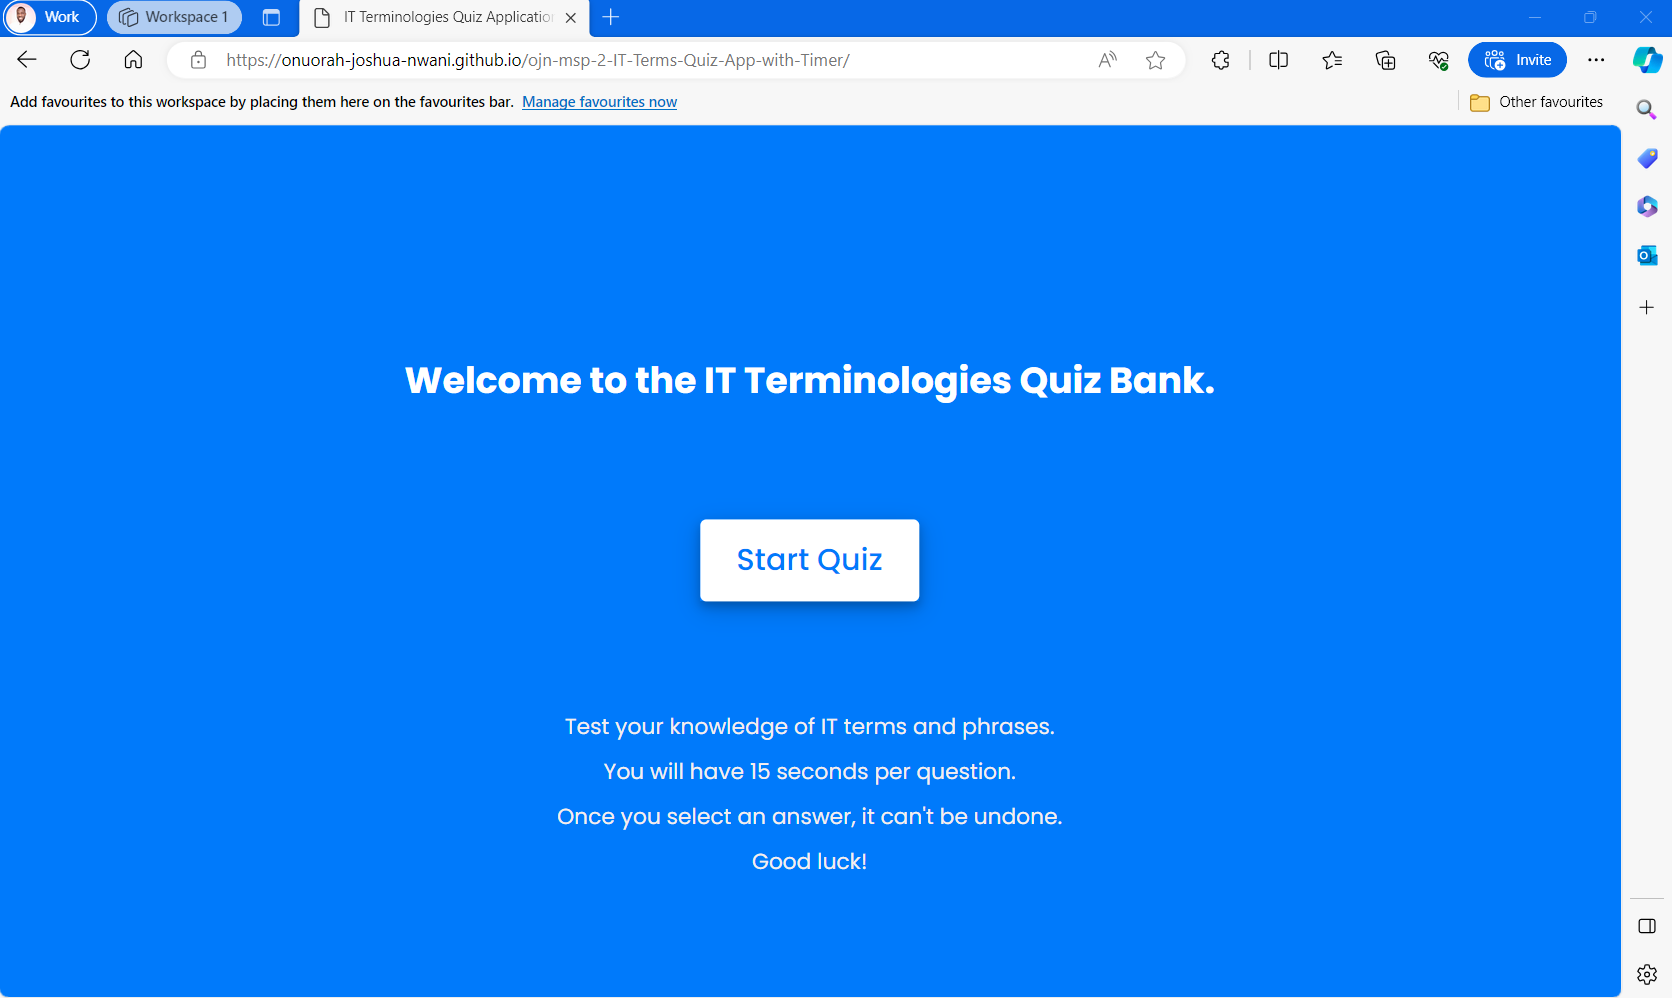 Work
Workspace 1
IT Terminologies Quiz Application
https://onuorah-joshua-nwani.github.io/ojn-msp-2-IT-Terms-Quiz-App-with-Timer/
A
Invite
Add favourites to this workspace by placing them here on the favourites bar. Manage favourites now
Other favourites
Welcome to the IT Terminologies Quiz Bank.
Start Quiz
Test your knowledge of IT terms and phrases.
You will have 15 seconds per question.
Once you select an answer, it can't be undone.
Good luck!